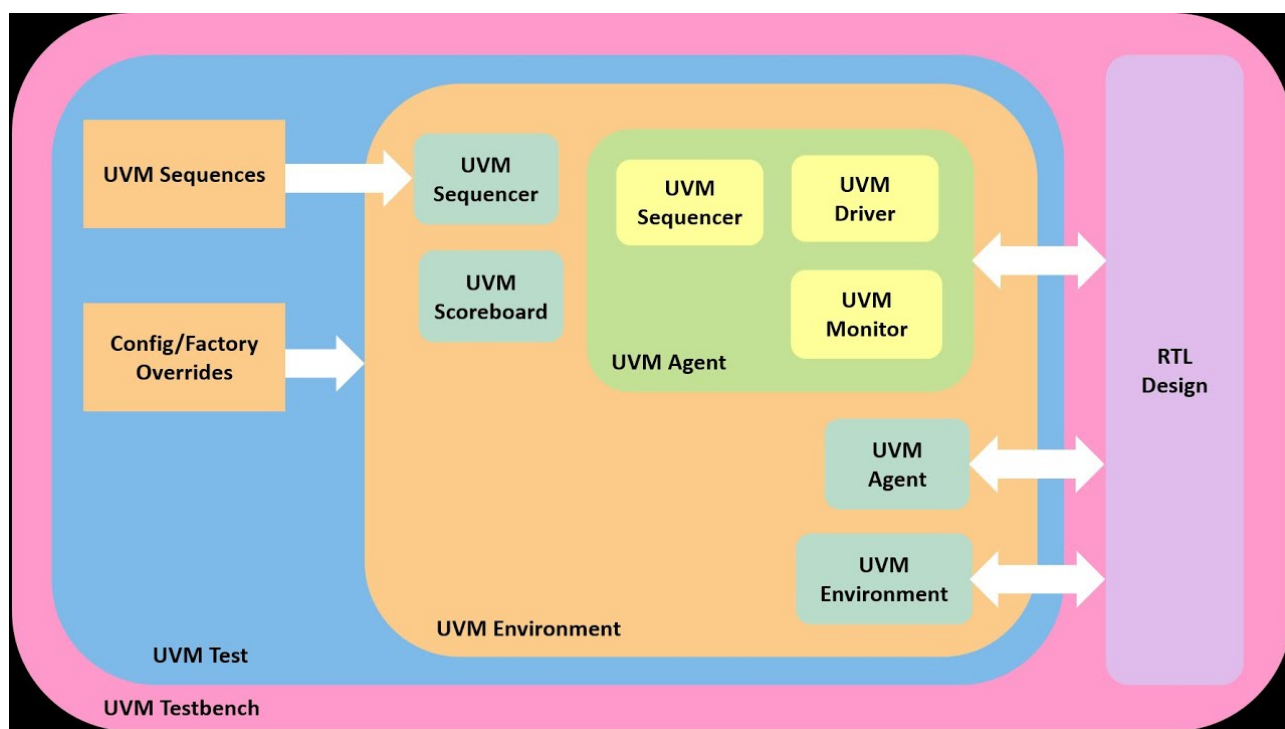 UVM Sequences
Config/Factory
Overrides
UVM
Sequencer
UVM
Scoreboard
UVM
Sequencer
UVM
Driver
UVM
Monitor
UVM Agent
UVM
Agent
UVM
Environment
UVM Environment
UVM Test
UVM Testbench
RTL
Design